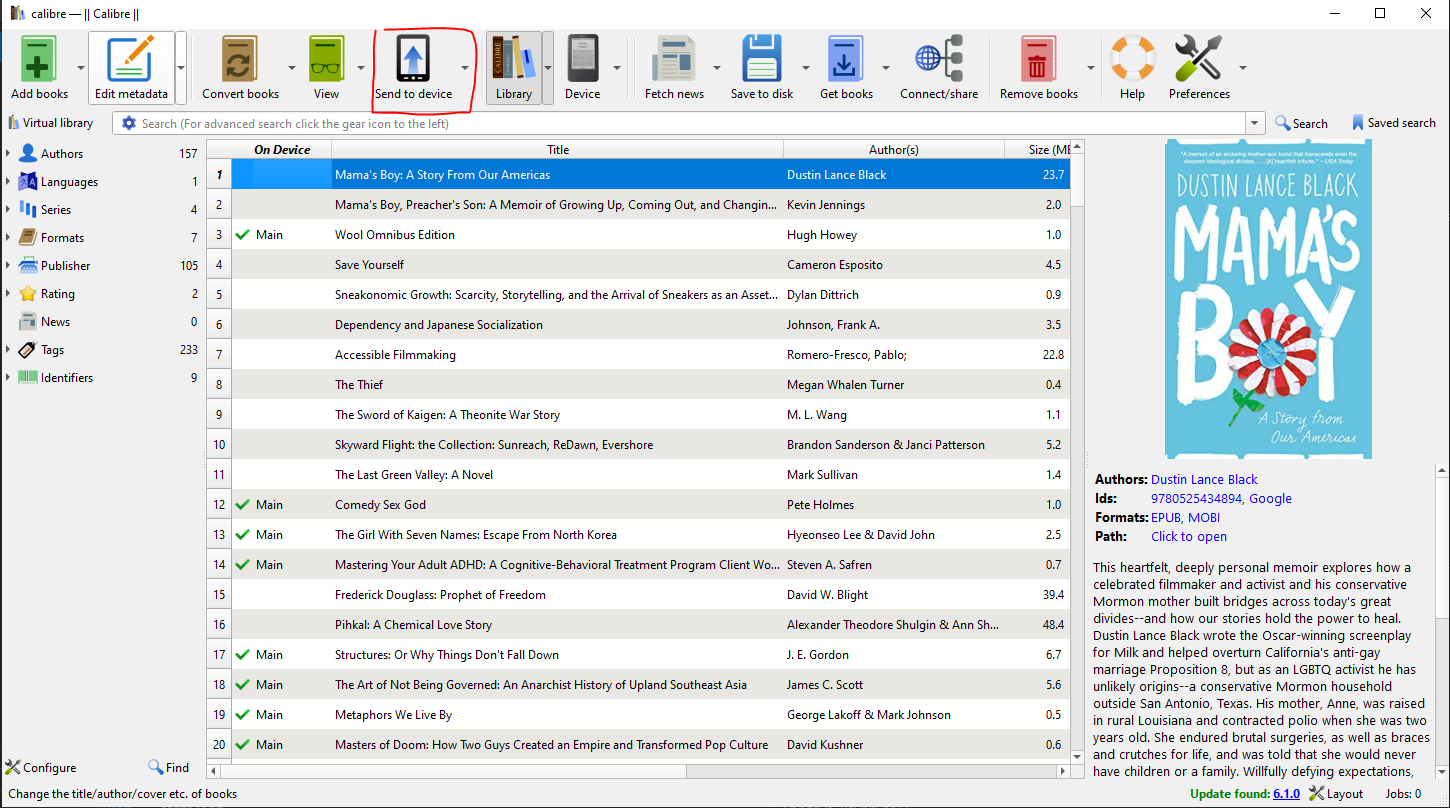 calibre — || Calibre ||
Add books
Edit metadata
Convert books
View
Send to device
CALIBRE
Library
Device
Fetch news
Save to disk
Get books
Connect/share
Remove books
Help
Preferences
Virtual library
Search (For advanced search click the gear icon to the left)
Search
Saved search
Authors 157
Languages 1
Series 4
Formats 7
Publisher 105
Rating 2
News 0
Tags 233
Identifiers 9
On Device Title Author(s) Size (MB
1 Mama's Boy: A Story From Our Americas Dustin Lance Black 23.7
2 Mama's Boy, Preacher's Son: A Memoir of Growing Up, Coming Out, and Changin... Kevin Jennings 2.0
3 Main Wool Omnibus Edition Hugh Howey 1.0
4 Save Yourself Cameron Esposito 4.5
5 Sneakonomic Growth: Scarcity, Storytelling, and the Arrival of Sneakers as an Asset... Dylan Dittrich 0.9
6 Dependency and Japanese Socialization Johnson, Frank A. 3.5
7 Accessible Filmmaking Romero-Fresco, Pablo; 22.8
8 The Thief Megan Whalen Turner 0.4
9 The Sword of Kaigen: A Theonite War Story M. L. Wang 1.1
10 Skyward Flight: the Collection: Sunreach, ReDawn, Evershore Brandon Sanderson & Janci Patterson 5.2
11 The Last Green Valley: A Novel Mark Sullivan 1.4
12 Main Comedy Sex God Pete Holmes 1.0
13 Main The Girl With Seven Names: Escape From North Korea Hyeonseo Lee & David John 2.5
14 Main Mastering Your Adult ADHD: A Cognitive-Behavioral Treatment Program Client Wo... Steven A. Safren 0.7
15 Frederick Douglass: Prophet of Freedom David W. Blight 39.4
16 Pihkal: A Chemical Love Story Alexander Theodore Shulgin & Ann Sh... 48.4
17 Main Structures: Or Why Things Don't Fall Down J. E. Gordon 6.7
18 Main The Art of Not Being Governed: An Anarchist History of Upland Southeast Asia James C. Scott 5.6
19 Main Metaphors We Live By George Lakoff & Mark Johnson 0.5
20 Main Masters of Doom: How Two Guys Created an Empire and Transformed Pop Culture David Kushner 0.6
"A memoir of an enduring mother-son bond that transcends even the
deepest ideological divides. . . . [A] heartfelt tribute." —USA Today
DUSTIN LANCE BLACK
MAMA'S
BOY
A Story from
Our Americas
Authors: Dustin Lance Black
Ids: 9780525434894, Google
Formats: EPUB, MOBI
Path: Click to open
This heartfelt, deeply personal memoir explores how a
celebrated filmmaker and activist and his conservative
Mormon mother built bridges across today's great
divides--and how our stories hold the power to heal.
Dustin Lance Black wrote the Oscar-winning screenplay
for Milk and helped overturn California's anti-gay
marriage Proposition 8, but as an LGBTQ activist he has
unlikely origins--a conservative Mormon household
outside San Antonio, Texas. His mother, Anne, was raised
in rural Louisiana and contracted polio when she was two
years old. She endured brutal surgeries, as well as braces
and crutches for life, and was told that she would never
have children or a family. Willfully defying expectations,
Configure
Find
Change the title/author/cover etc. of books
Update found: 6.1.0
Layout
Jobs: 0